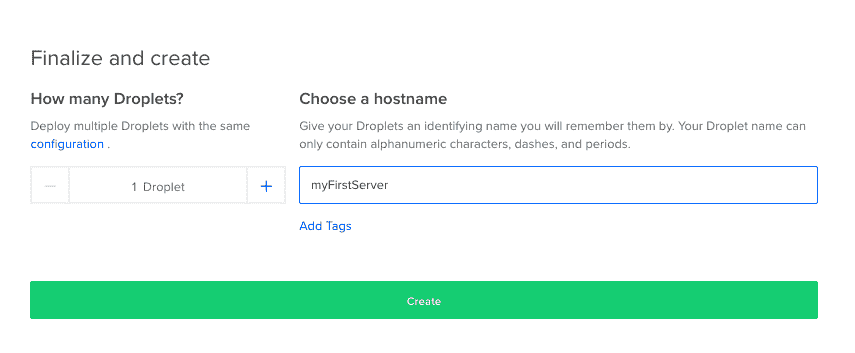 Finalize and create
How many Droplets?
Deploy multiple Droplets with the same
configuration .
1 Droplet
Choose a hostname
Give your Droplets an identifying name you will remember them by. Your Droplet name can
only contain alphanumeric characters, dashes, and periods.
myFirstServer
Add Tags
Create